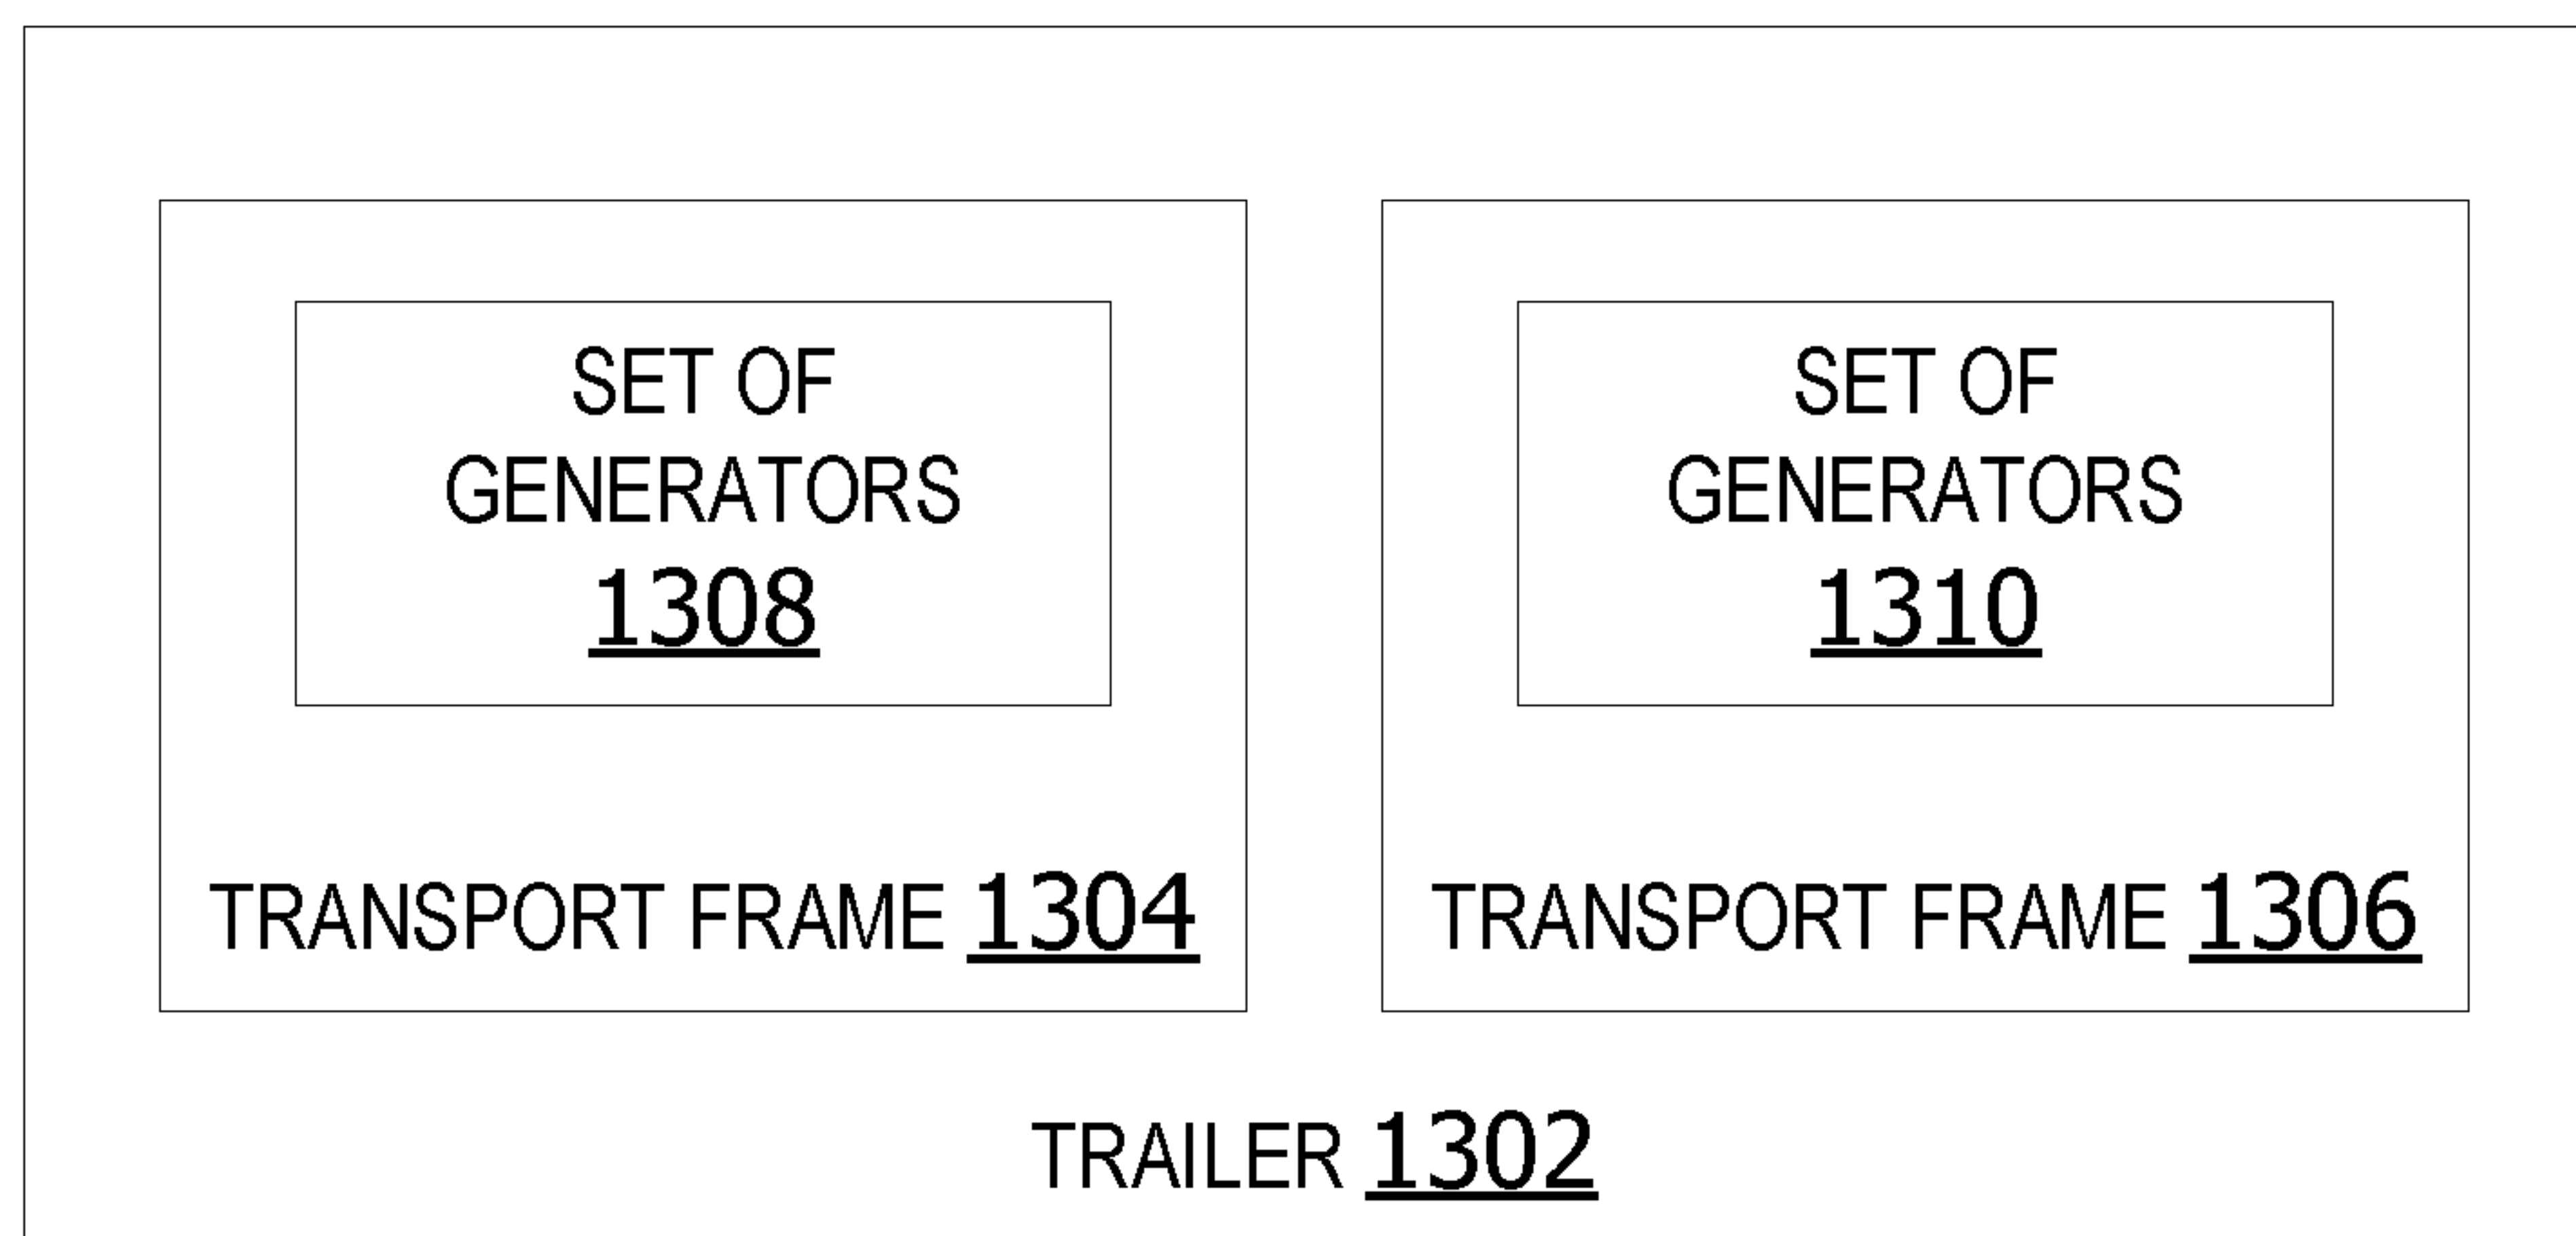 SET OF
GENERATORS
1308
SET OF
GENERATORS
1310
TRANSPORT FRAME 1304
TRANSPORT FRAME 1306
TRAILER 1302